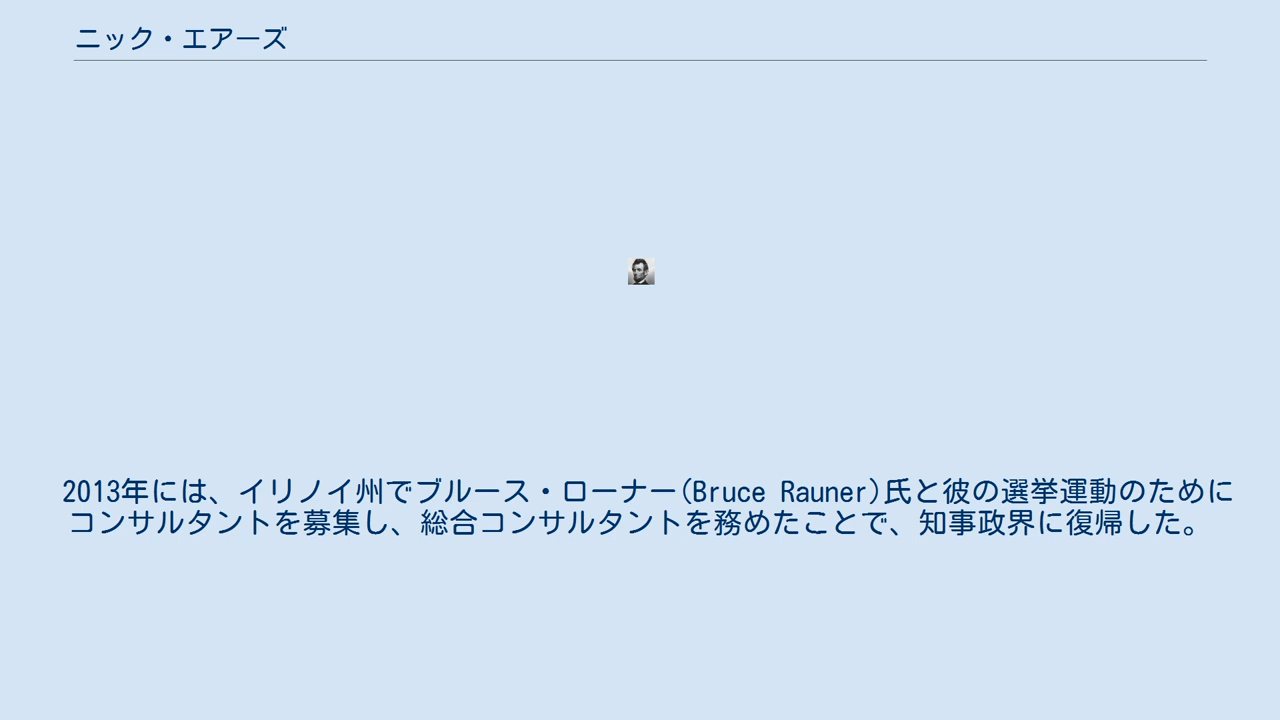 ニック・エアーズ
2013年には、イリノイ州でブルース・ローナー(Bruce Rauner)氏と彼の選挙運動のために
コンサルタントを募集し、総合コンサルタントを務めたことで、知事政界に復帰した。